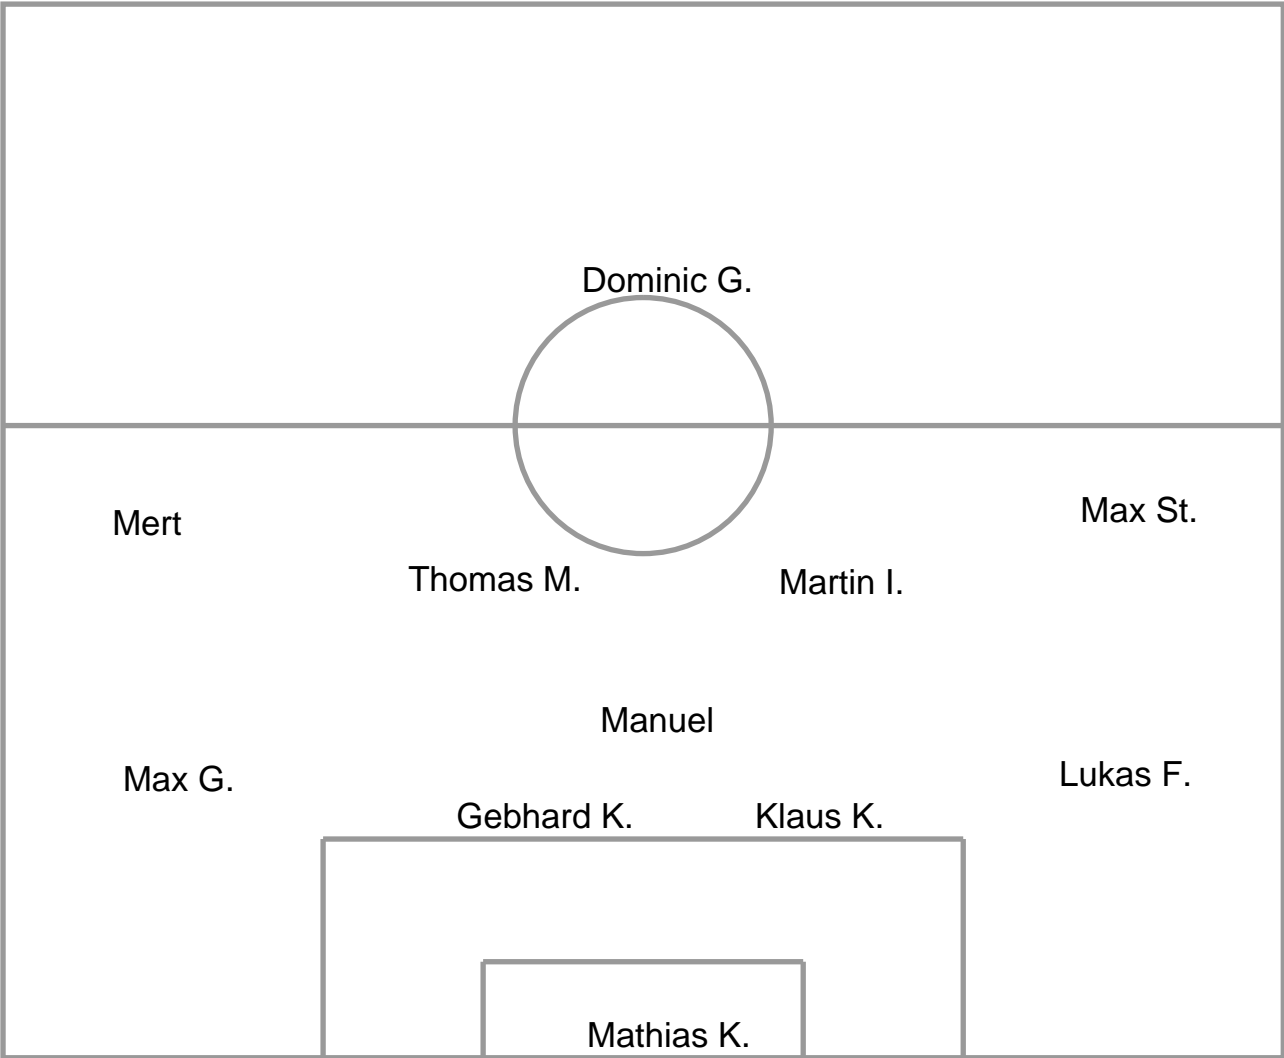 Dominic G.
Mert
Max St.
Thomas M.
Martin I.
Manuel
Max G.
Lukas F.
Gebhard K.
Klaus K.
Mathias K.